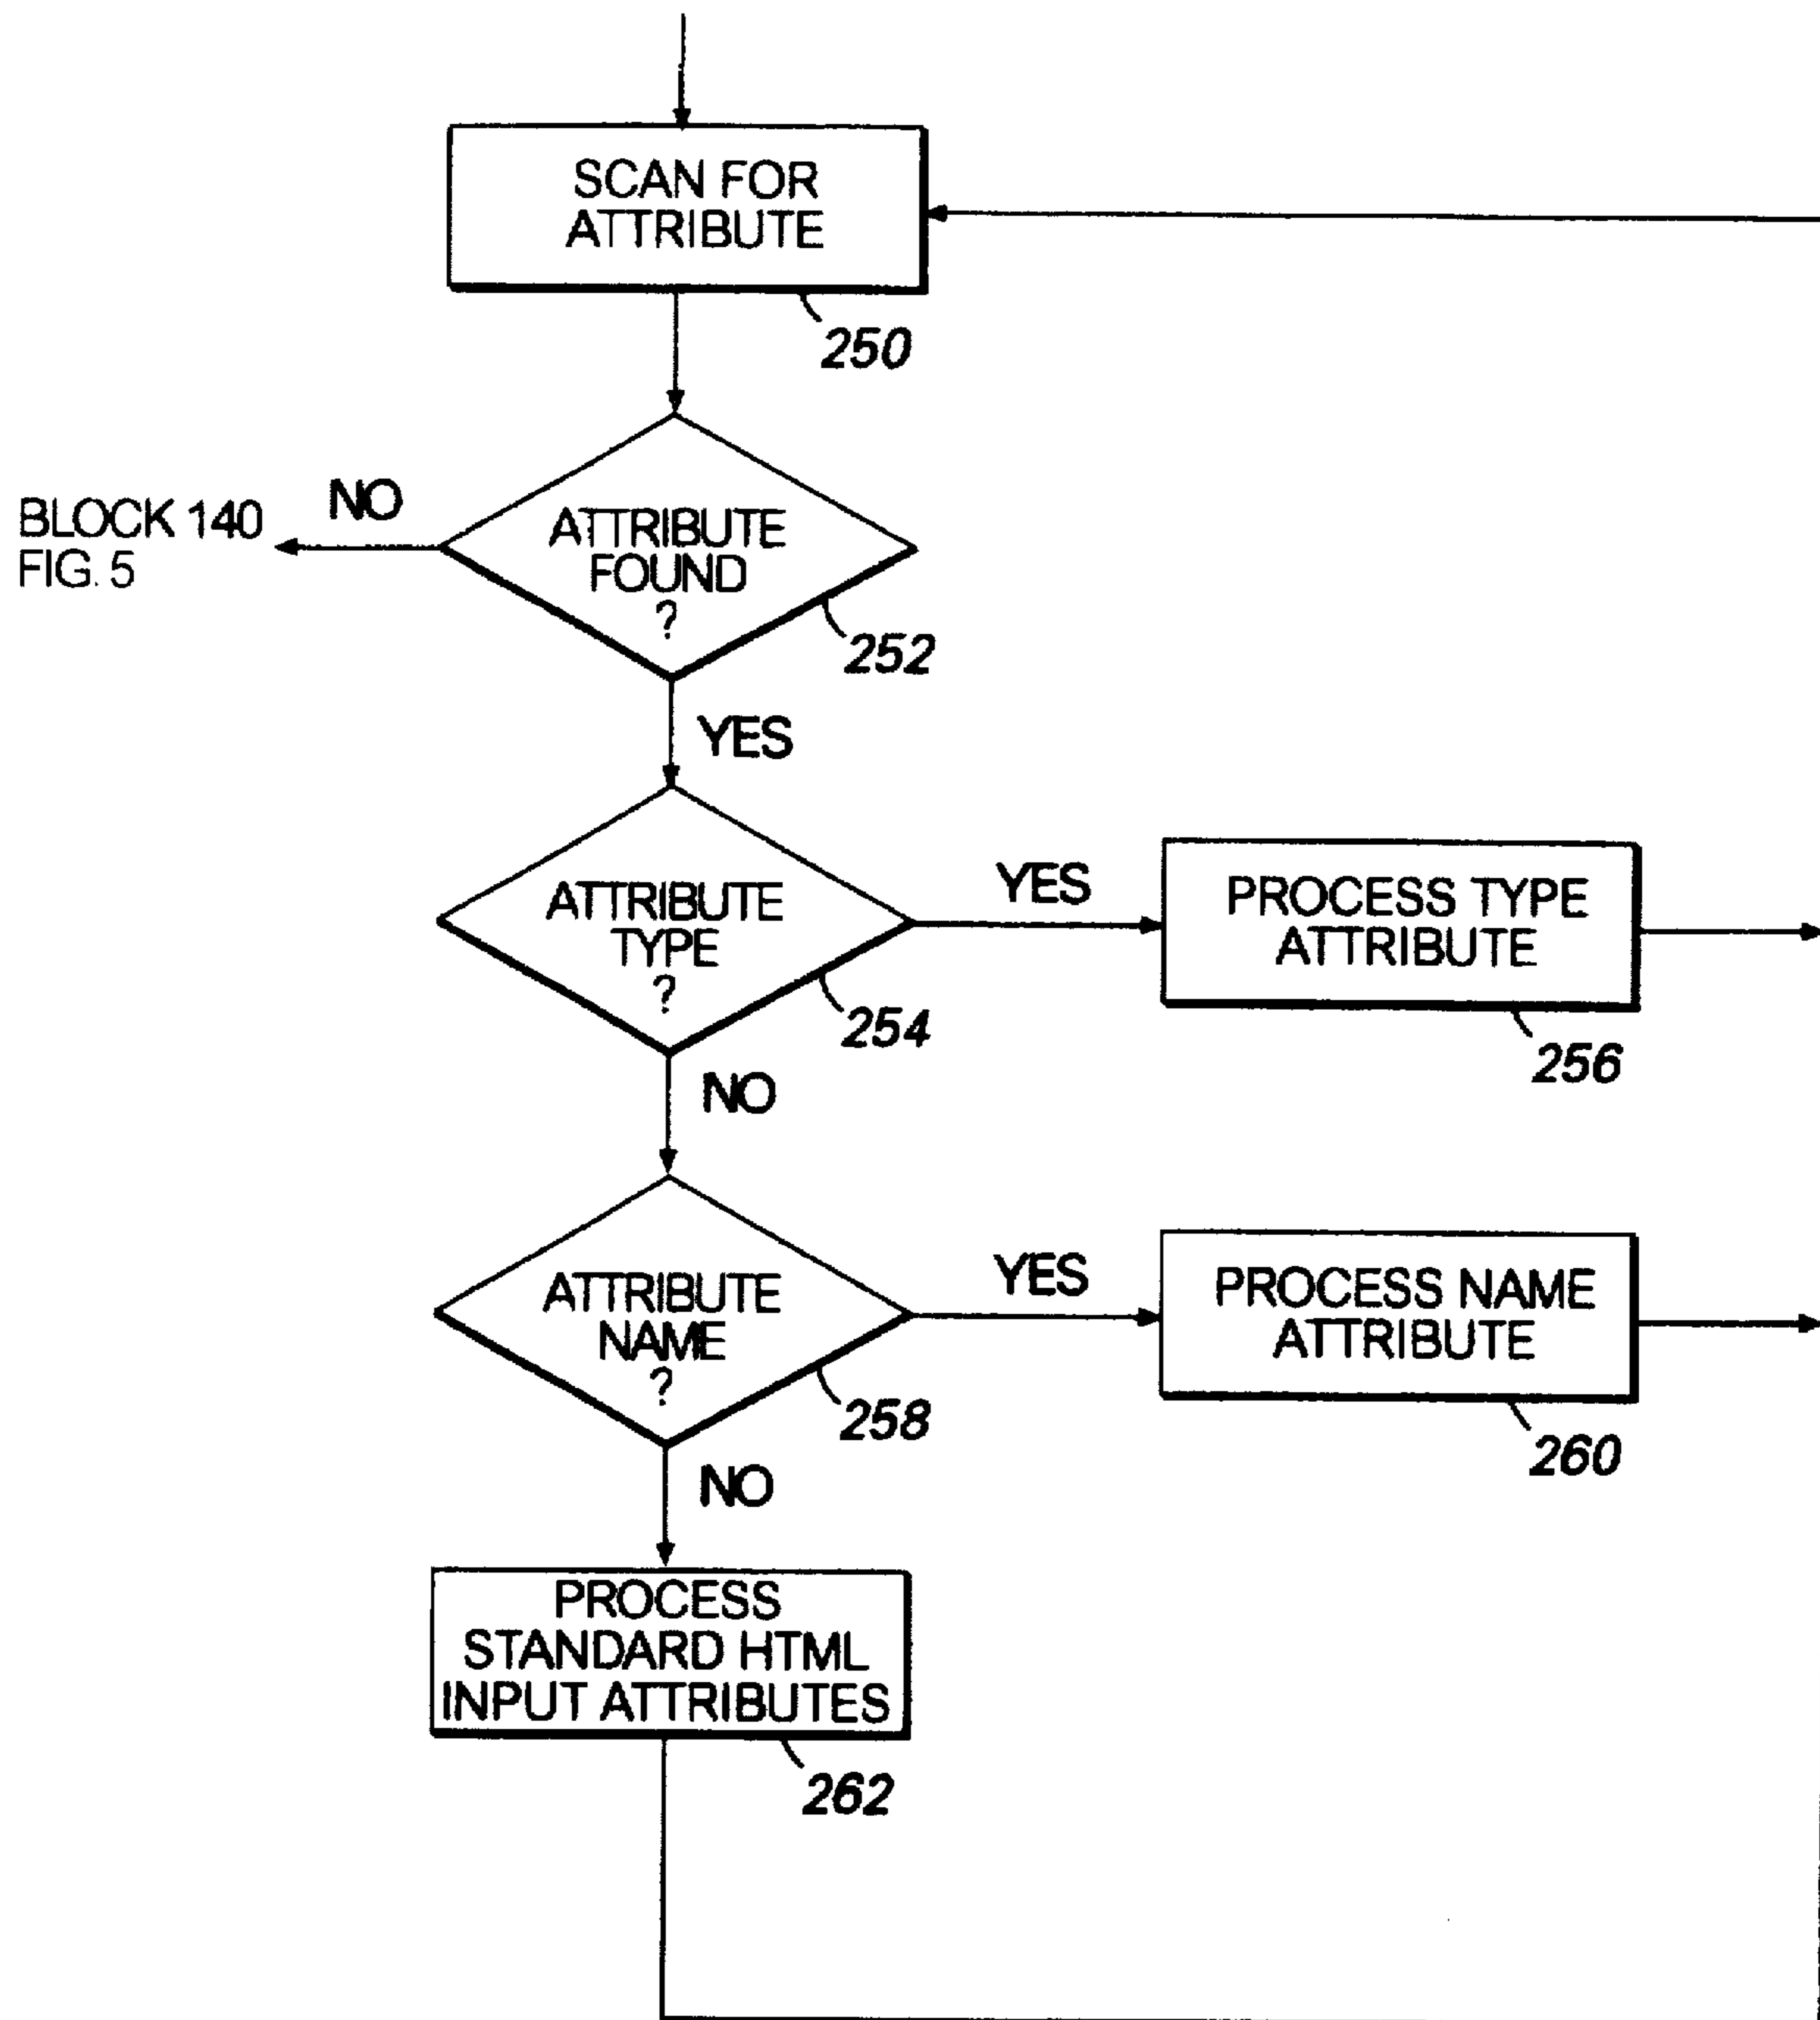 SCAN FOR
ATTRIBUTE
250
BLOCK 140
FIG. 5
NO
ATTRIBUTE
FOUND
?
252
YES
ATTRIBUTE
TYPE
?
254
YES
PROCESS TYPE
ATTRIBUTE
256
NO
ATTRIBUTE
NAME
?
258
YES
PROCESS NAME
ATTRIBUTE
260
NO
PROCESS
STANDARD HTML
INPUT ATTRIBUTES
262